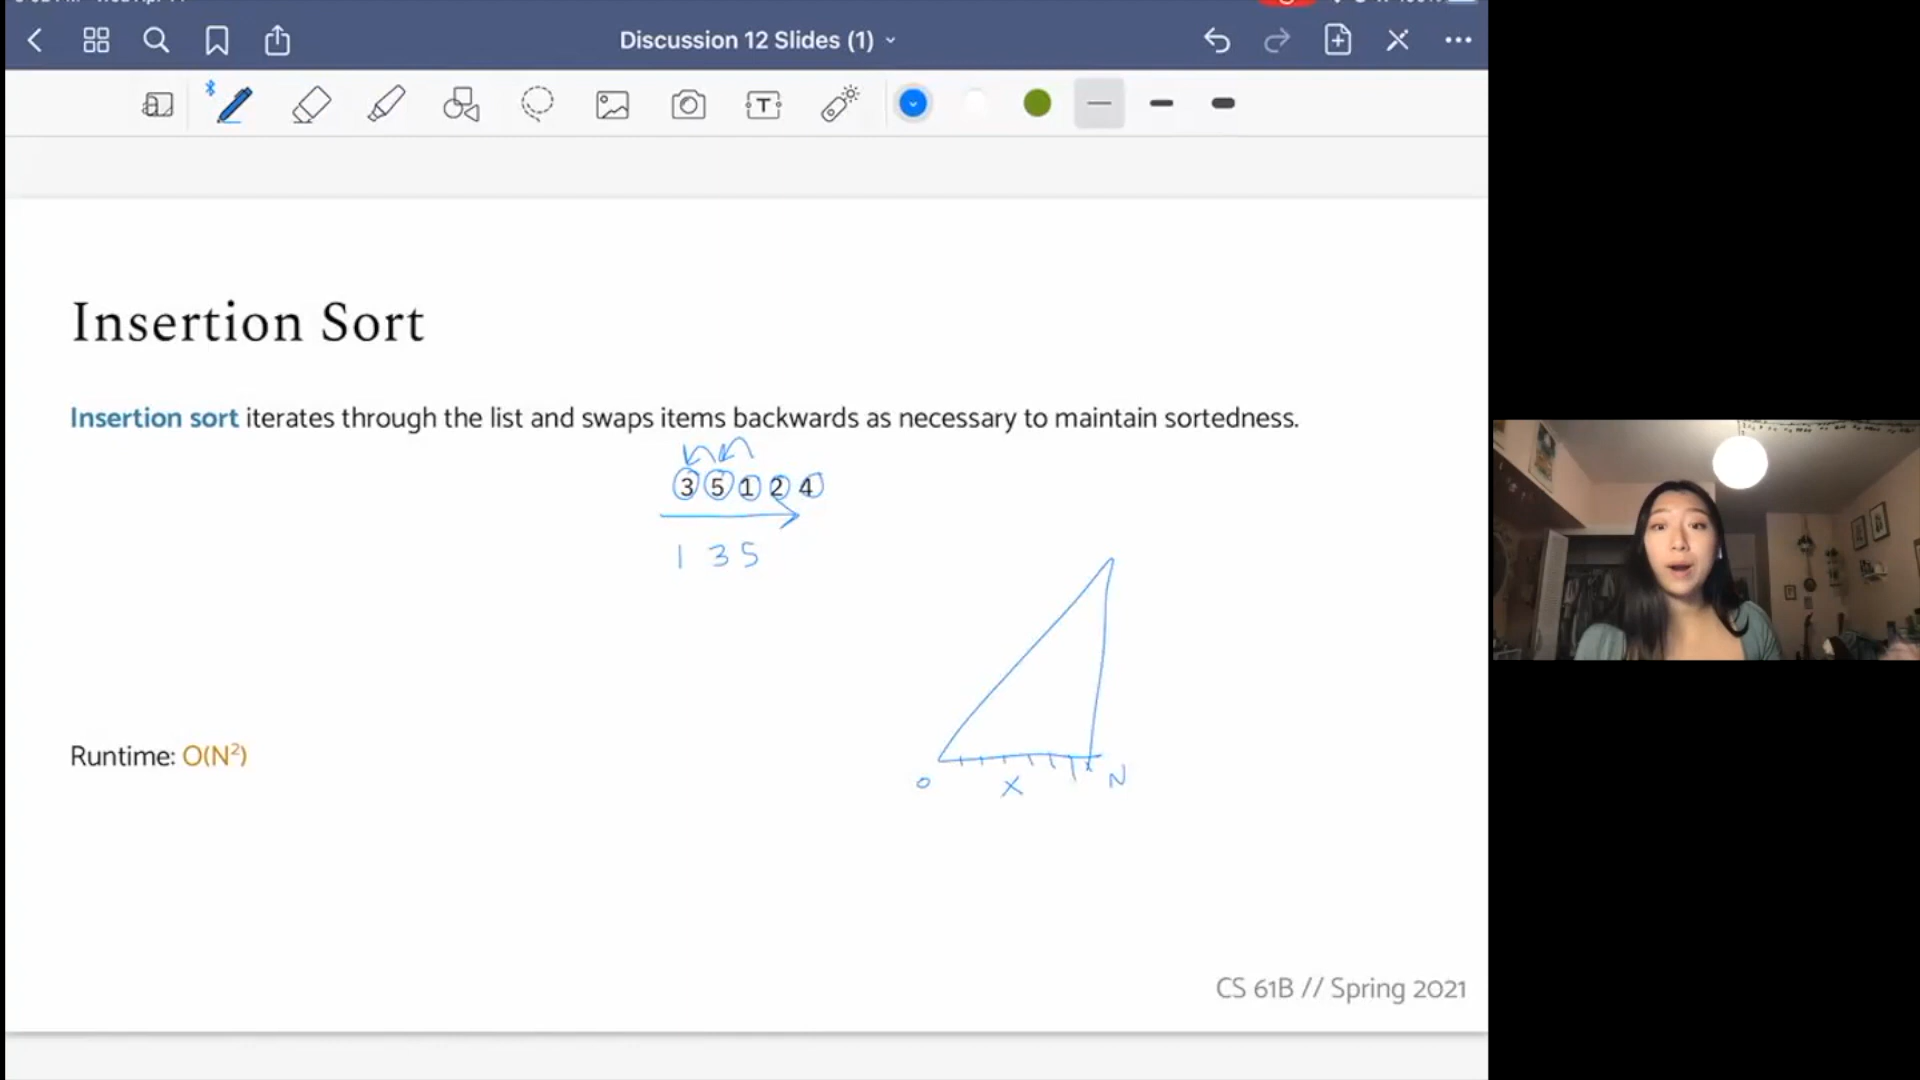 Discussion 12 Slides (1)
T
Insertion Sort
Insertion sort iterates through the list and swaps items backwards as necessary to maintain sortedness.
3 5 1 2 4
1 3 5
Runtime: O(N²)
0 X N
CS 61B // Spring 2021